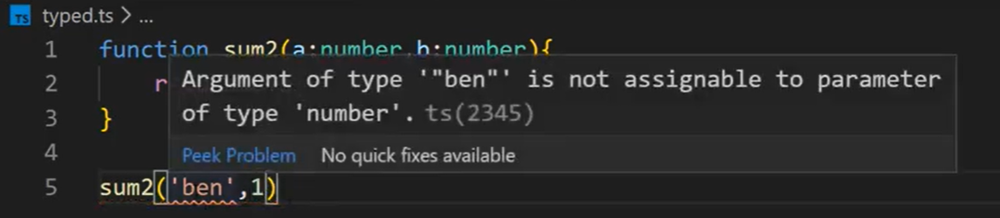 TS typed.ts > ...
1 function sum2(a:number,b:number){
2 r
Argument of type '"ben"' is not assignable to parameter
of type 'number'. ts(2345)
3 }
4
Peek Problem No quick fixes available
5 sum2('ben',1)